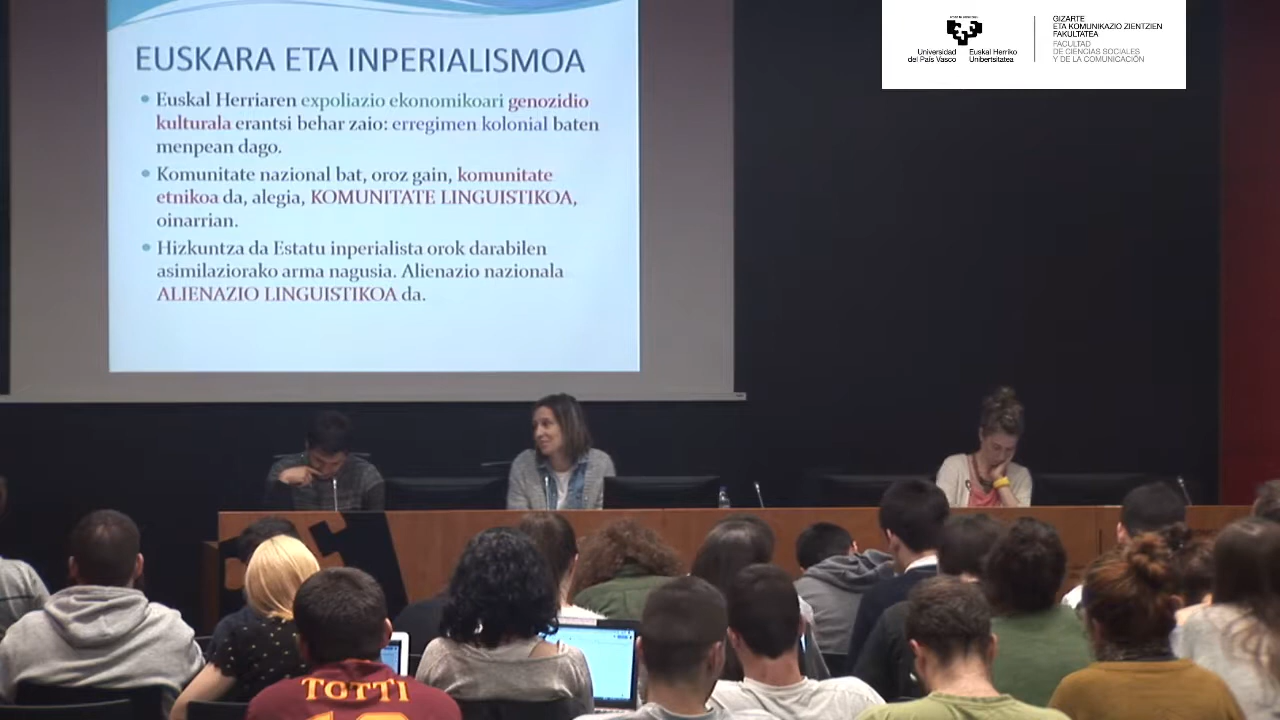 EUSKARA ETA INPERIALISMOA
Euskal Herriaren expoliazio ekonomikoari genozidio
kulturala erantsi behar zaio: erregimen kolonial baten
menpean dago.
Komunitate nazional bat, oroz gain, komunitate
etnikoa da, alegia, KOMUNITATE LINGUISTIKOA,
oinarrian.
Hizkuntza da Estatu inperialista orok darabilen
asimilaziorako arma nagusia. Alienazio nazionala
ALIENAZIO LINGUISTIKOA da.
Universidad
del País Vasco
Euskal Herriko
Unibertsitatea
GIZARTE
ETA KOMUNIKAZIO ZIENTZIEN
FAKULTATEA
FACULTAD
DE CIENCIAS SOCIALES
Y DE LA COMUNICACIÓN
TOTTI